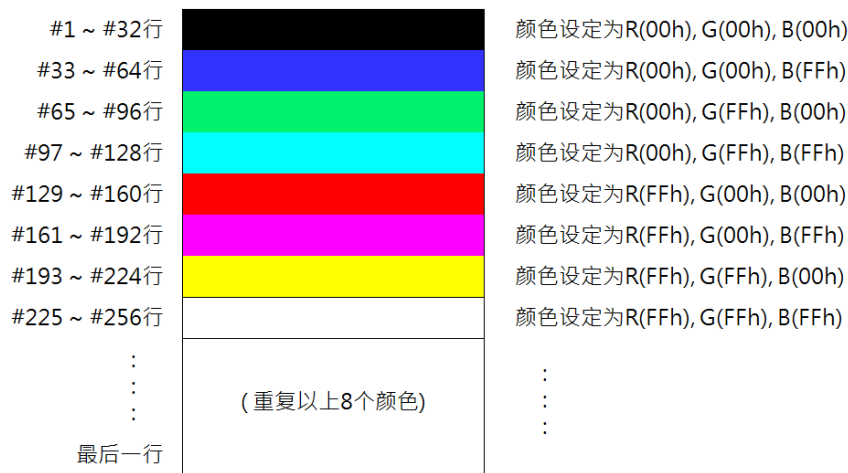 #1 ~ #32行 颜色设定为R(00h), G(00h), B(00h)
#33 ~ #64行 颜色设定为R(00h), G(00h), B(FFh)
#65 ~ #96行 颜色设定为R(00h), G(FFh), B(00h)
#97 ~ #128行 颜色设定为R(00h), G(FFh), B(FFh)
#129 ~ #160行 颜色设定为R(FFh), G(00h), B(00h)
#161 ~ #192行 颜色设定为R(FFh), G(00h), B(FFh)
#193 ~ #224行 颜色设定为R(FFh), G(FFh), B(00h)
#225 ~ #256行 颜色设定为R(FFh), G(FFh), B(FFh)
( 重复以上8个颜色)
最后一行